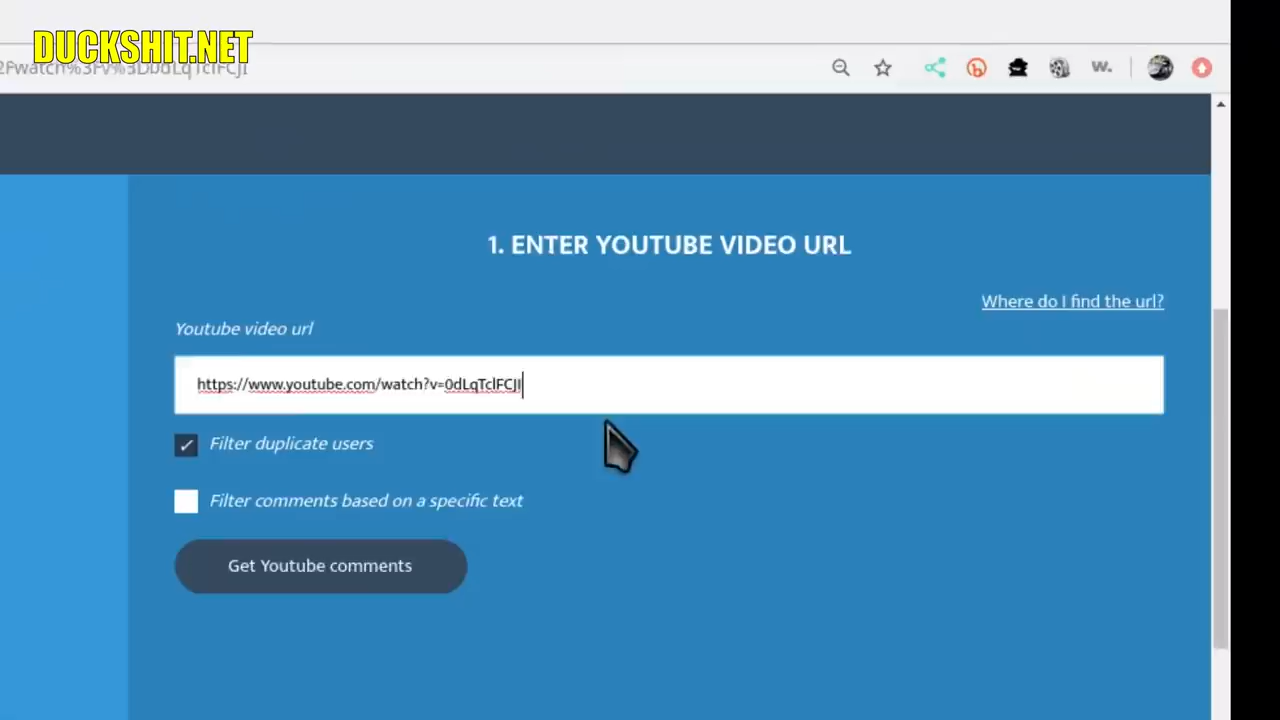 DUCKSHIT.NET
1. ENTER YOUTUBE VIDEO URL
Where do I find the url?
Youtube video url
https://www.youtube.com/watch?v=0dLqTclFCJI
Filter duplicate users
Filter comments based on a specific text
Get Youtube comments